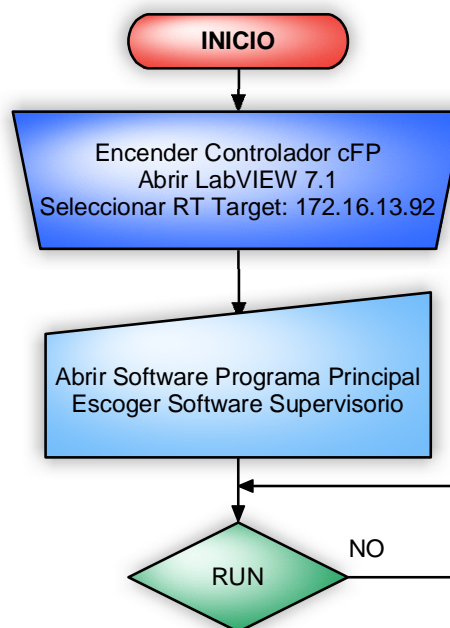 INICIO
Encender Controlador cFP
Abrir LabVIEW 7.1
Seleccionar RT Target: 172.16.13.92
Abrir Software Programa Principal
Escoger Software Supervisorio
NO
RUN